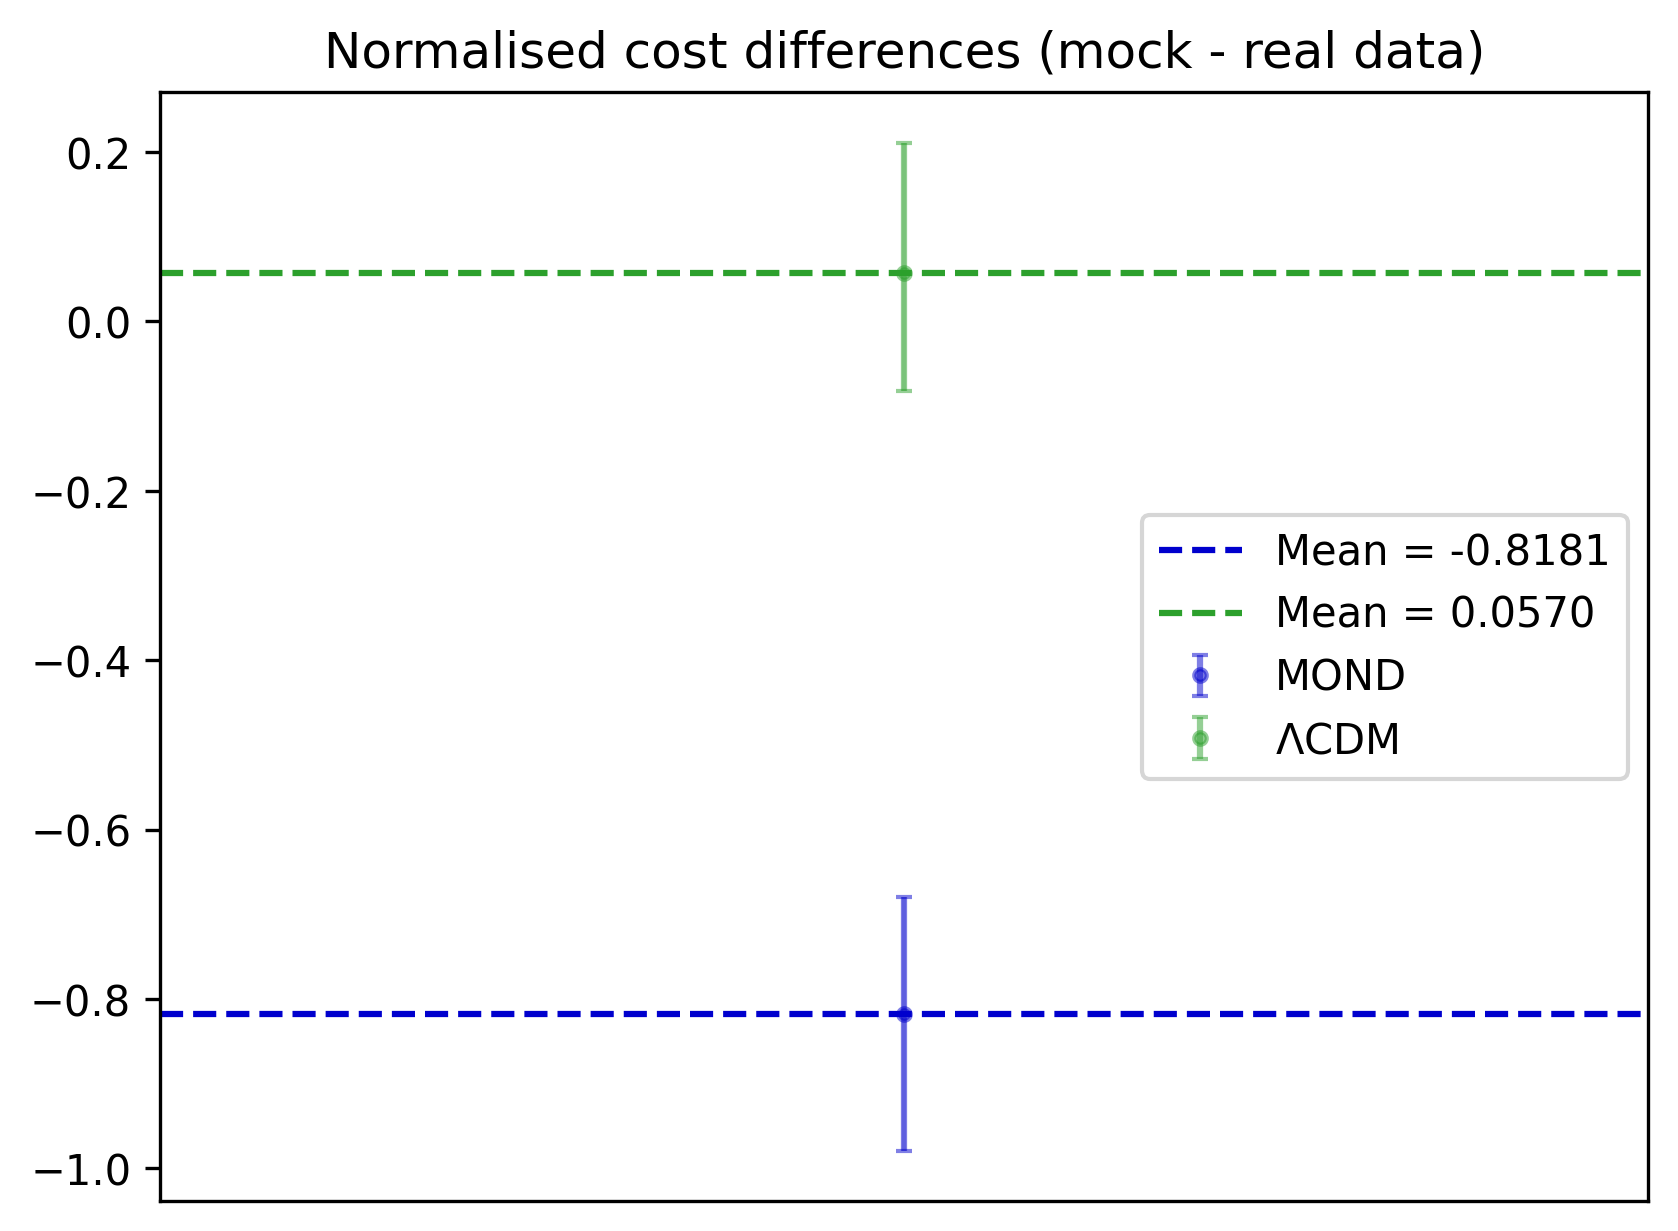 Normalised cost differences (mock - real data)
0.2
0.0
−0.2
−0.4
−0.6
−0.8
−1.0
Mean = -0.8181
Mean = 0.0570
MOND
ΛCDM